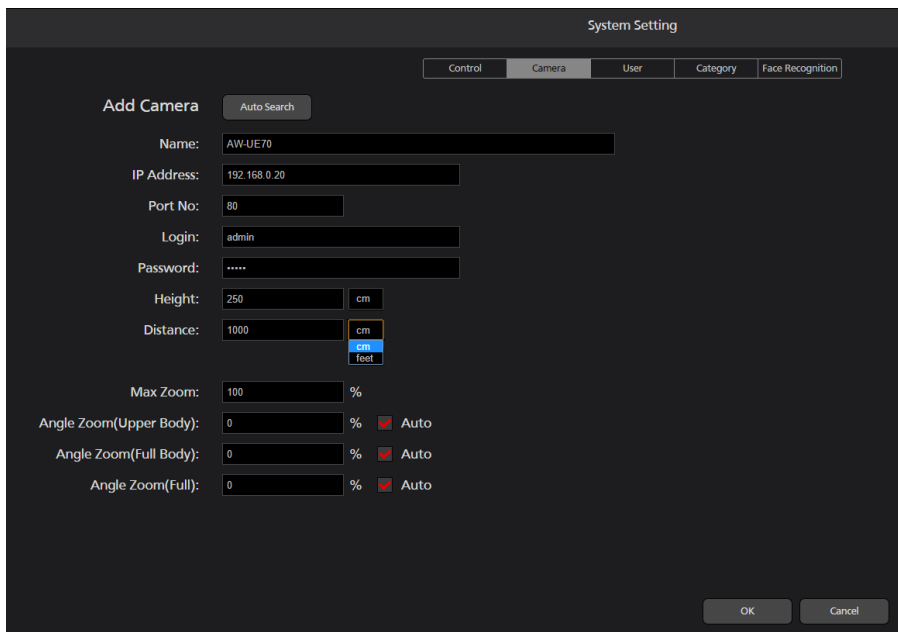 System Setting
Control Camera User Category Face Recognition
Add Camera Auto Search
Name: AW-UE70
IP Address: 192.168.0.20
Port No: 80
Login: admin
Password: •••••
Height: 250 cm
Distance: 1000 cm
cm
feet
Max Zoom: 100 %
Angle Zoom(Upper Body): 0 % Auto
Angle Zoom(Full Body): 0 % Auto
Angle Zoom(Full): 0 % Auto
OK Cancel